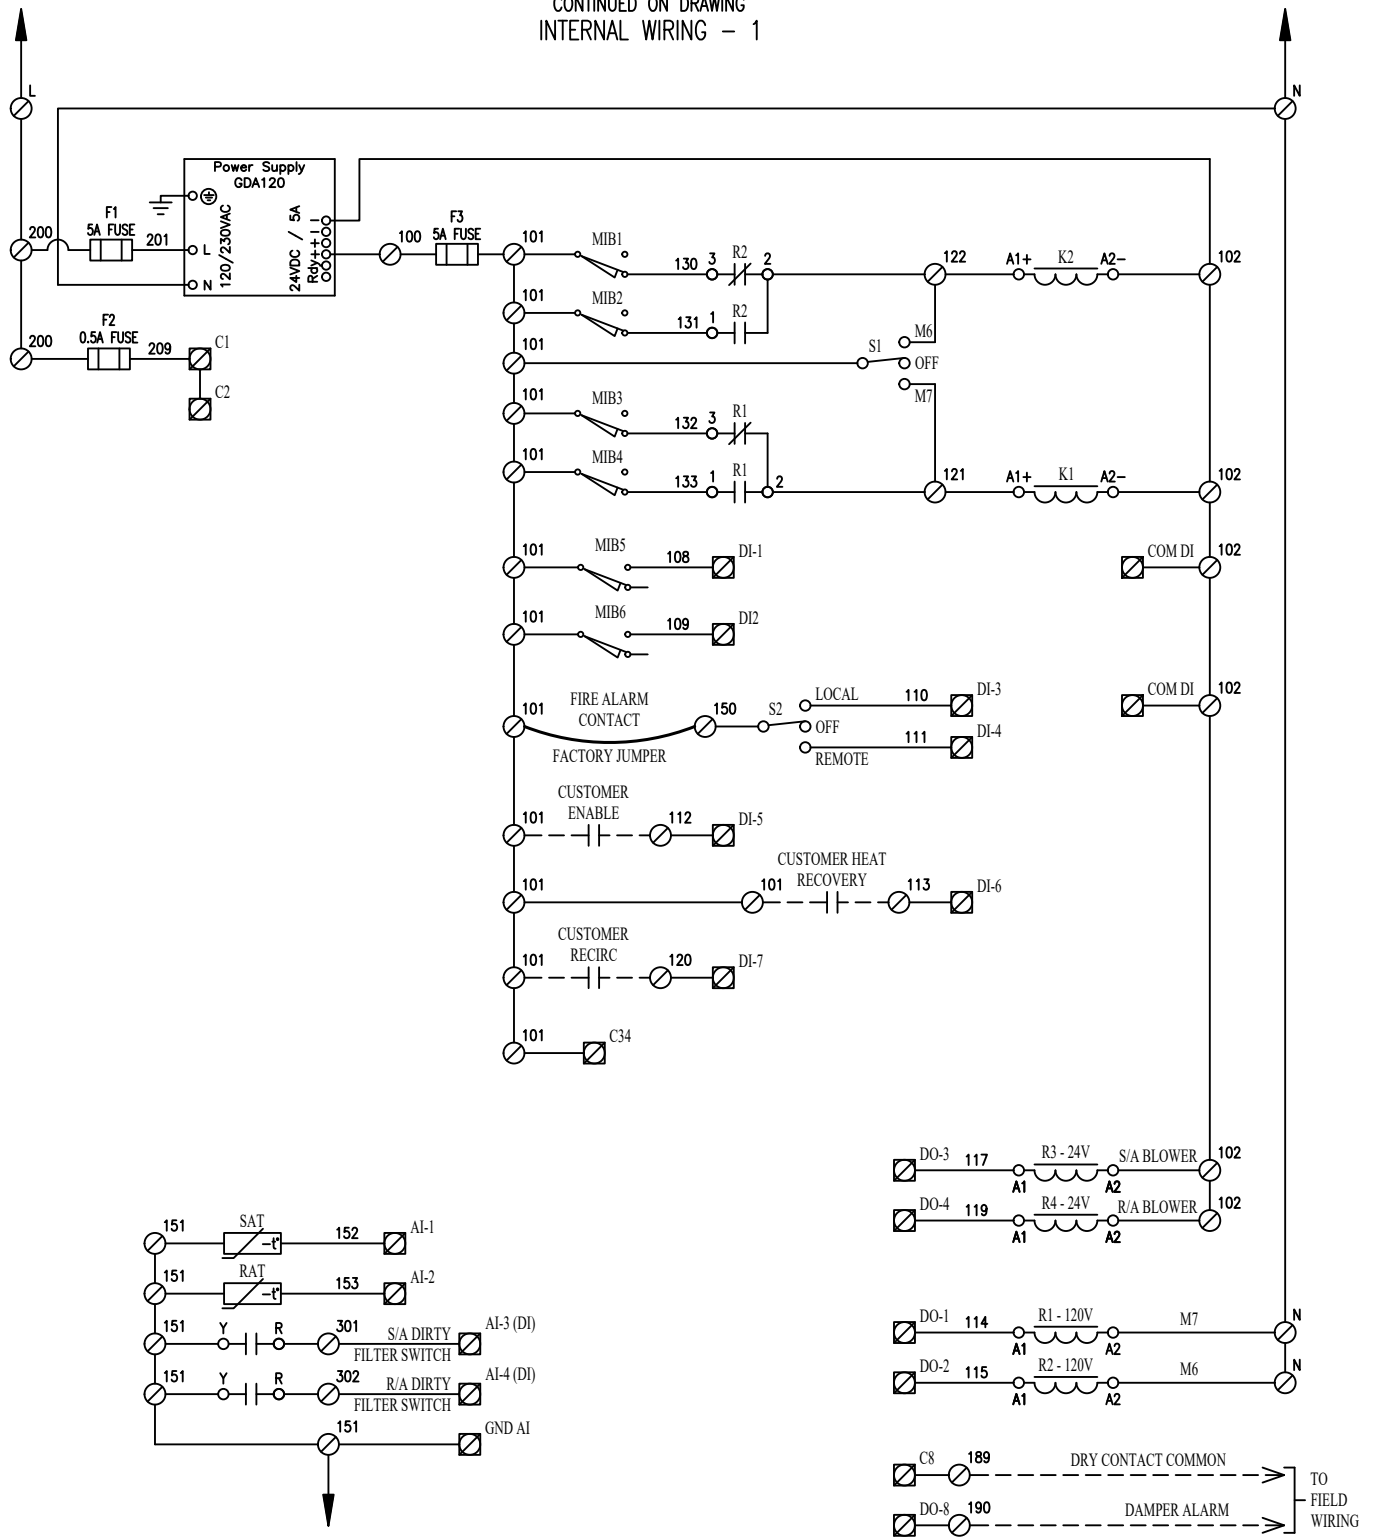 CONTINUED ON DRAWING
INTERNAL WIRING - 1
L
N
Power Supply
GDA120
F1
5A FUSE
200
201
L
N
120/230VAC
24VDC / 5A
Rdy++--
100
F3
5A FUSE
101
MIB1
130
3
R2
2
122
A1+
K2
A2-
102
101
MIB2
131
1
R2
F2
0.5A FUSE
200
209
C1
C2
101
S1
M6
OFF
M7
101
MIB3
132
3
R1
101
MIB4
133
1
R1
2
121
A1+
K1
A2-
102
101
MIB5
108
DI-1
COM DI
102
101
MIB6
109
DI2
101
FIRE ALARM
CONTACT
FACTORY JUMPER
150
S2
LOCAL
OFF
REMOTE
110
DI-3
111
DI-4
COM DI
102
CUSTOMER
ENABLE
101
112
DI-5
101
CUSTOMER HEAT
RECOVERY
101
113
DI-6
CUSTOMER
RECIRC
101
120
DI-7
101
C34
DO-3
117
R3 - 24V
A1
A2
S/A BLOWER
102
DO-4
119
R4 - 24V
A1
A2
R/A BLOWER
102
151
SAT
-t°
152
AI-1
151
RAT
-t°
153
AI-2
151
Y
R
301
S/A DIRTY
FILTER SWITCH
AI-3 (DI)
151
Y
R
302
R/A DIRTY
FILTER SWITCH
AI-4 (DI)
151
GND AI
DO-1
114
R1 - 120V
A1
A2
M7
N
DO-2
115
R2 - 120V
A1
A2
M6
N
C8
189
DRY CONTACT COMMON
DO-8
190
DAMPER ALARM
TO
FIELD
WIRING